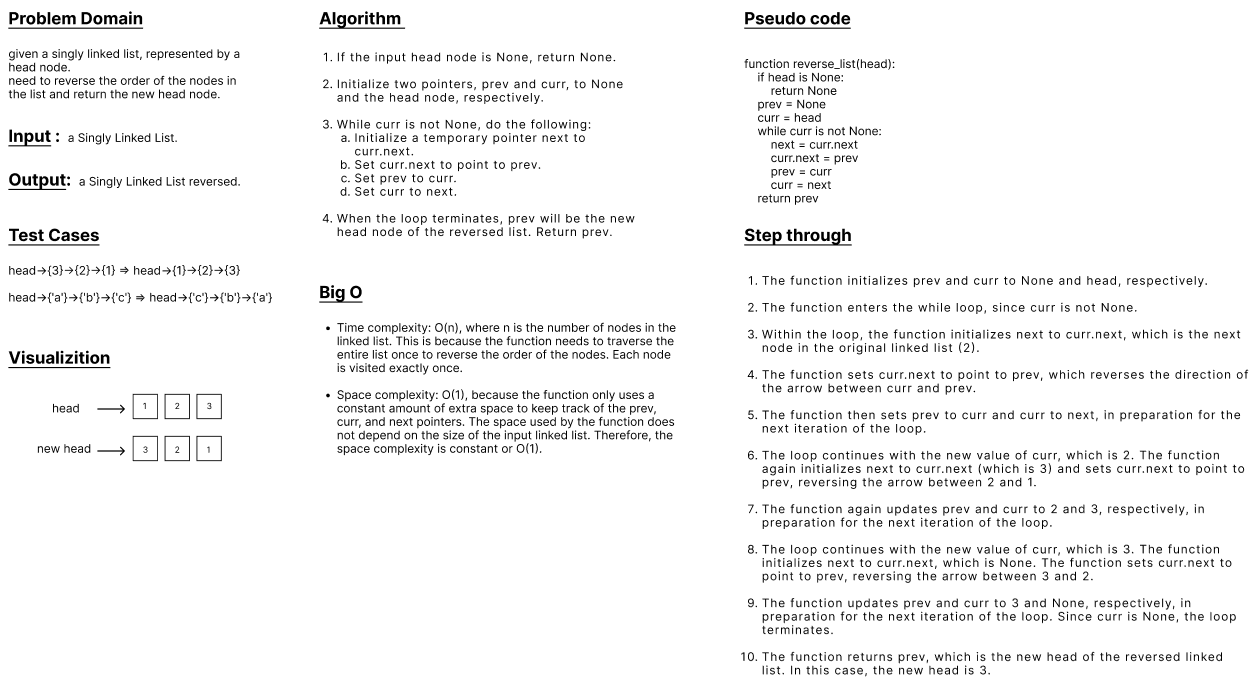 Problem Domain
given a singly linked list, represented by a
head node.
need to reverse the order of the nodes in
the list and return the new head node.
Input : a Singly Linked List.
Output: a Singly Linked List reversed.
Test Cases
head→{3}→{2}→{1} ⇒ head→{1}→{2}→{3}
head→{'a'}→{'b'}→{'c'} ⇒ head→{'c'}→{'b'}→{'a'}
Visualizition
head → 1 2 3
new head → 3 2 1
Algorithm
1. If the input head node is None, return None.
2. Initialize two pointers, prev and curr, to None
and the head node, respectively.
3. While curr is not None, do the following:
a. Initialize a temporary pointer next to
curr.next.
b. Set curr.next to point to prev.
c. Set prev to curr.
d. Set curr to next.
4. When the loop terminates, prev will be the new
head node of the reversed list. Return prev.
Big O
• Time complexity: O(n), where n is the number of nodes in the
linked list. This is because the function needs to traverse the
entire list once to reverse the order of the nodes. Each node
is visited exactly once.
• Space complexity: O(1), because the function only uses a
constant amount of extra space to keep track of the prev,
curr, and next pointers. The space used by the function does
not depend on the size of the input linked list. Therefore, the
space complexity is constant or O(1).
Pseudo code
function reverse_list(head):
if head is None:
return None
prev = None
curr = head
while curr is not None:
next = curr.next
curr.next = prev
prev = curr
curr = next
return prev
Step through
1. The function initializes prev and curr to None and head, respectively.
2. The function enters the while loop, since curr is not None.
3. Within the loop, the function initializes next to curr.next, which is the next
node in the original linked list (2).
4. The function sets curr.next to point to prev, which reverses the direction of
the arrow between curr and prev.
5. The function then sets prev to curr and curr to next, in preparation for the
next iteration of the loop.
6. The loop continues with the new value of curr, which is 2. The function
again initializes next to curr.next (which is 3) and sets curr.next to point to
prev, reversing the arrow between 2 and 1.
7. The function again updates prev and curr to 2 and 3, respectively, in
preparation for the next iteration of the loop.
8. The loop continues with the new value of curr, which is 3. The function
initializes next to curr.next, which is None. The function sets curr.next to
point to prev, reversing the arrow between 3 and 2.
9. The function updates prev and curr to 3 and None, respectively, in
preparation for the next iteration of the loop. Since curr is None, the loop
terminates.
10. The function returns prev, which is the new head of the reversed linked
list. In this case, the new head is 3.